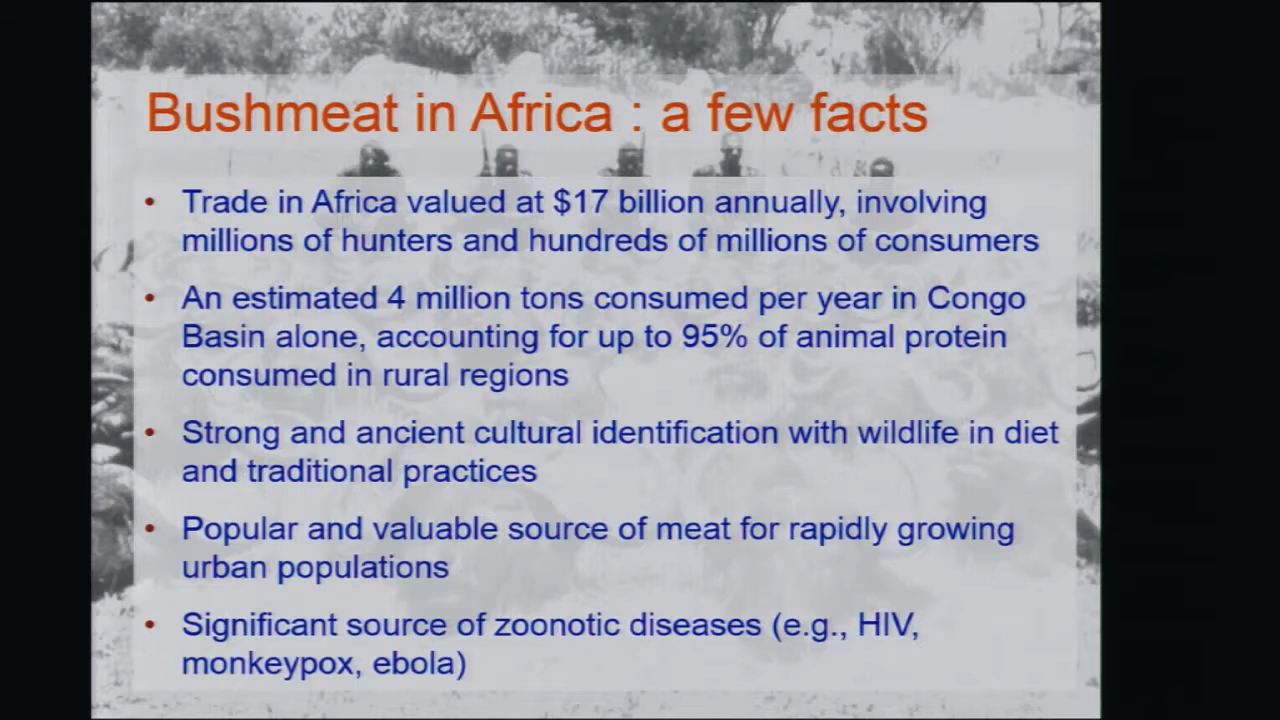 Bushmeat in Africa : a few facts
• Trade in Africa valued at $17 billion annually, involving
millions of hunters and hundreds of millions of consumers
• An estimated 4 million tons consumed per year in Congo
Basin alone, accounting for up to 95% of animal protein
consumed in rural regions
• Strong and ancient cultural identification with wildlife in diet
and traditional practices
• Popular and valuable source of meat for rapidly growing
urban populations
• Significant source of zoonotic diseases (e.g., HIV,
monkeypox, ebola)